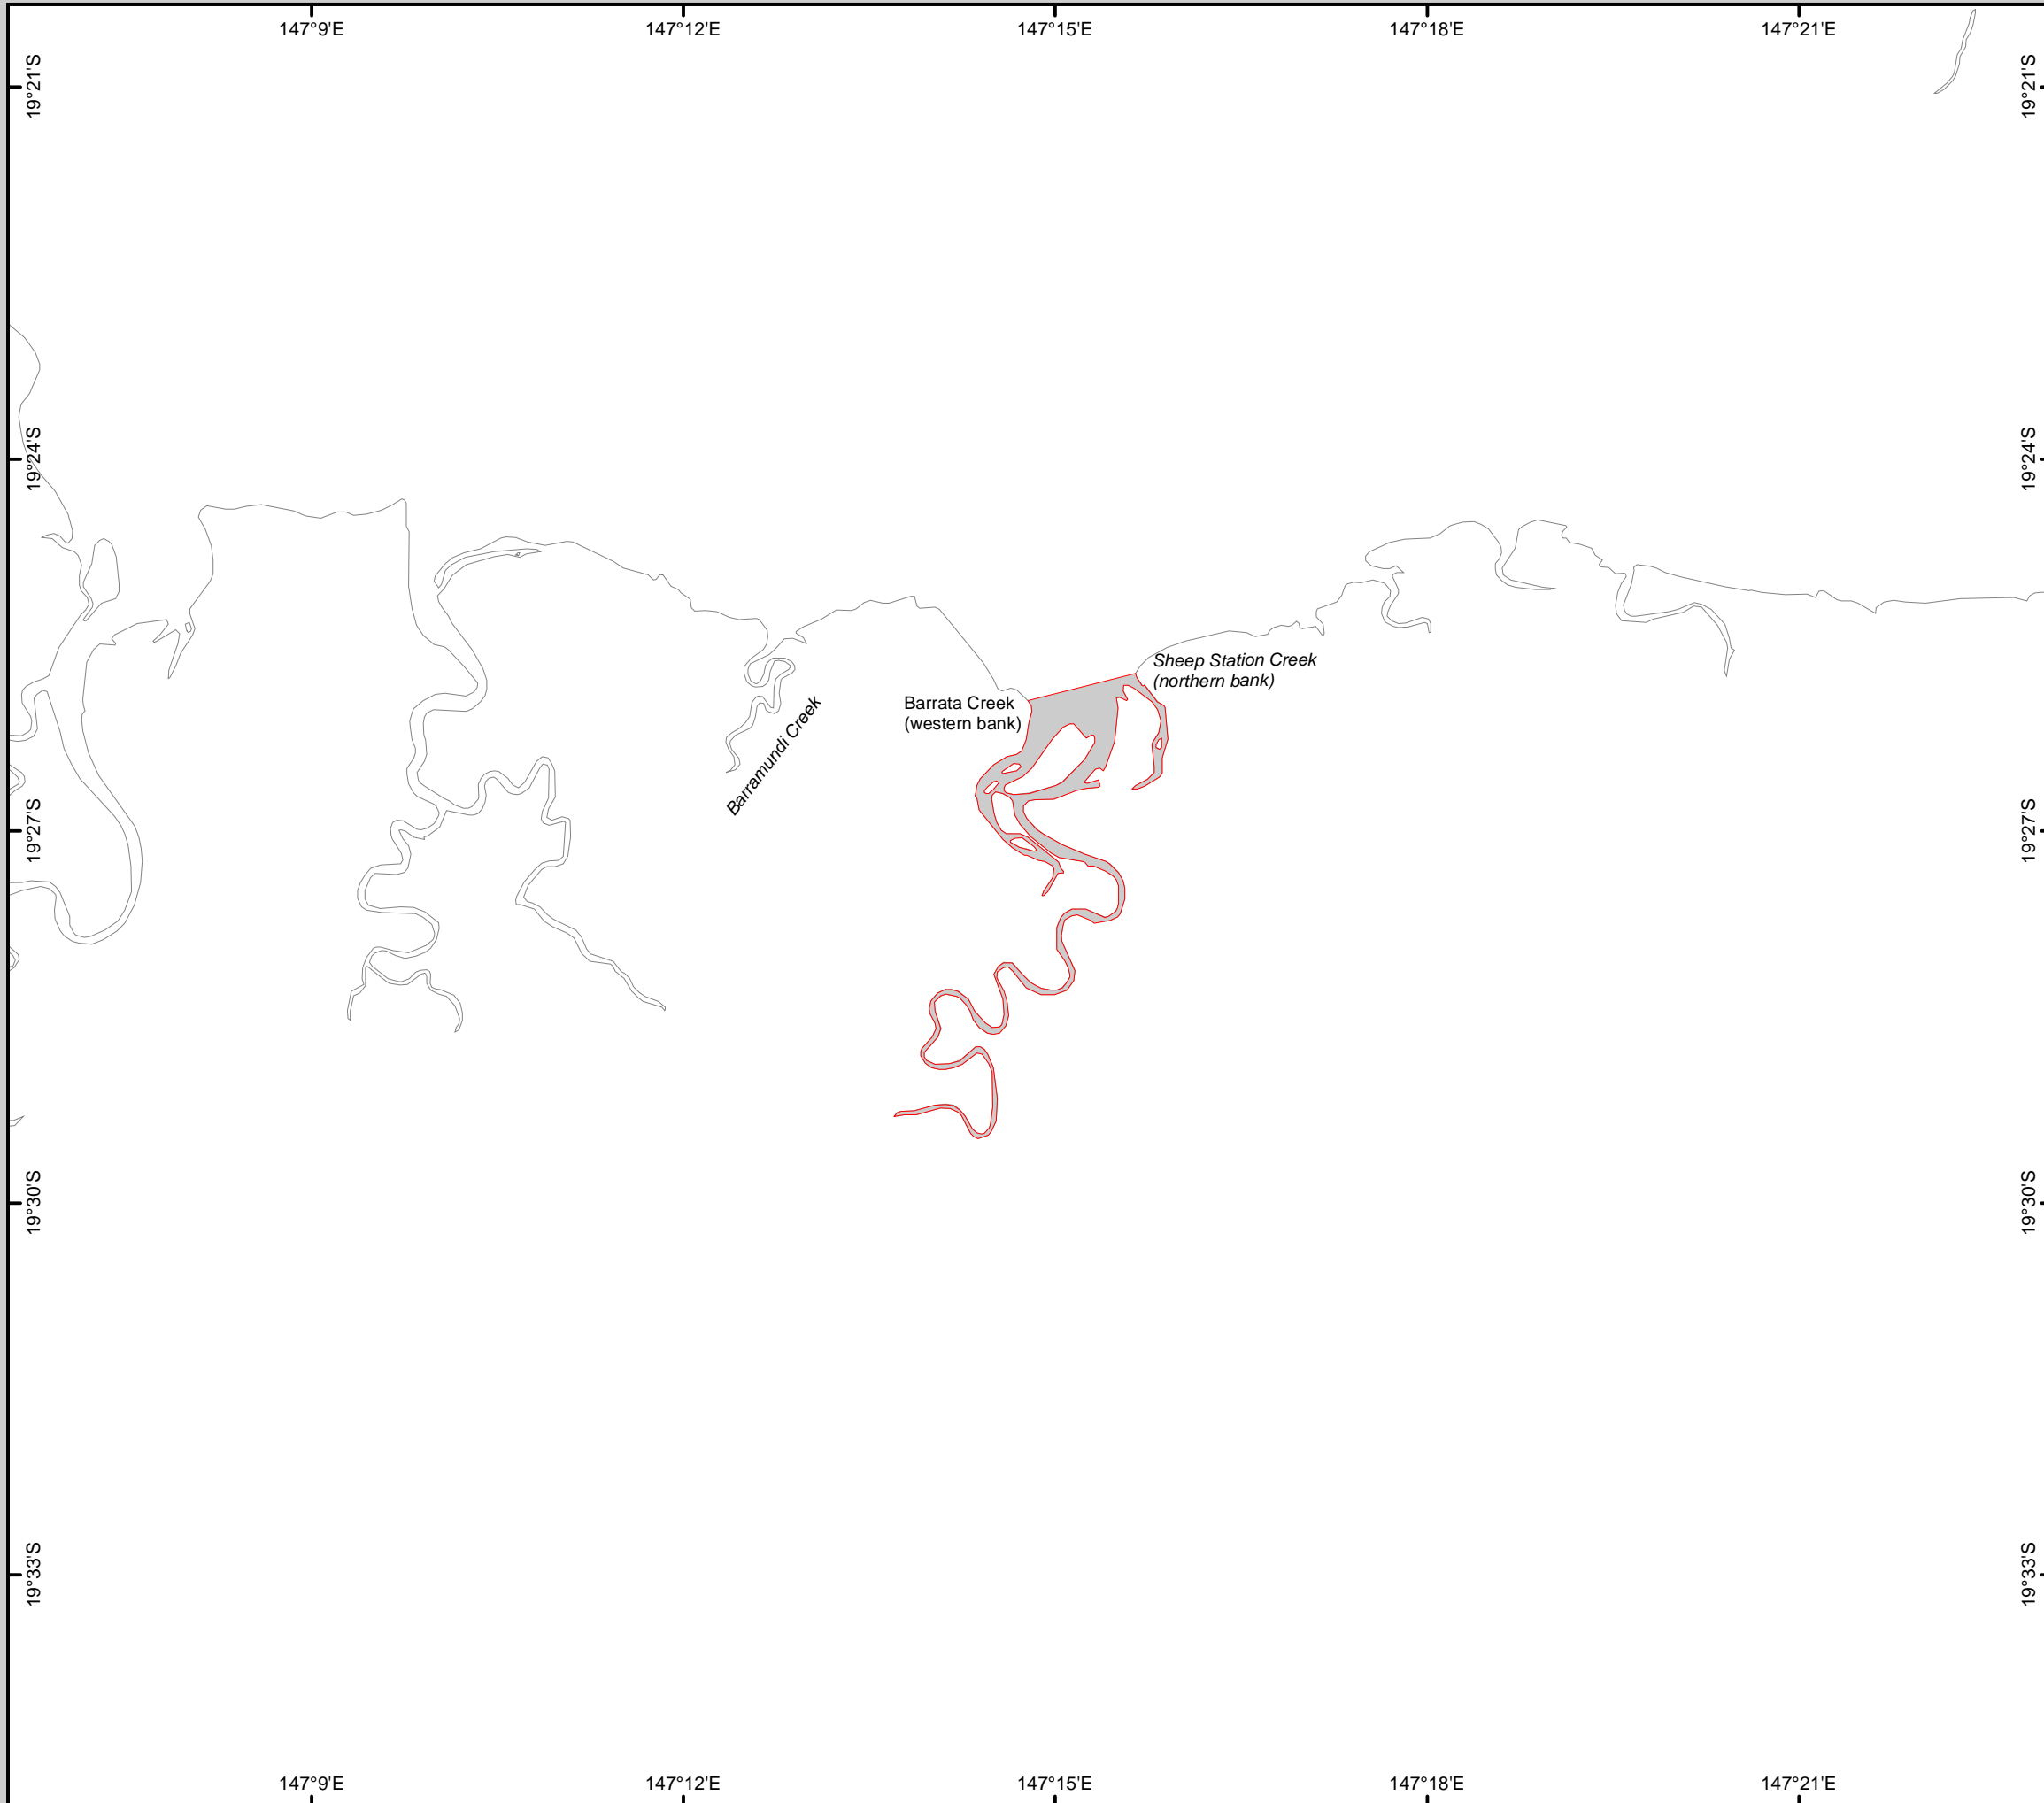 147°9'E
147°12'E
147°15'E
147°18'E
147°21'E
19°21'S
19°21'S
19°24'S
19°24'S
Sheep Station Creek
(northern bank)
Barrata Creek
(western bank)
Barramundi Creek
19°27'S
19°27'S
19°30'S
19°30'S
19°33'S
19°33'S
147°9'E
147°12'E
147°15'E
147°18'E
147°21'E